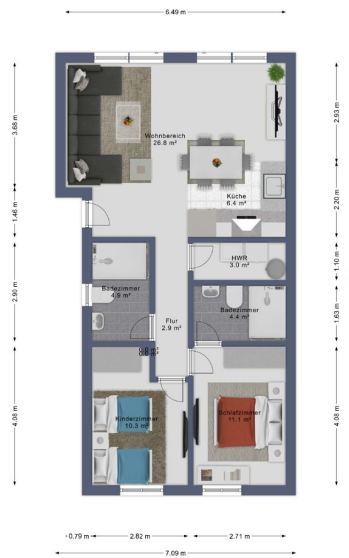 6.49 m
3.68 m
2.93 m
Wohnbereich
26.8 m²
Küche
6.4 m²
1.46 m
2.20 m
HWR
3.0 m²
1.10 m
2.90 m
Badezimmer
4.9 m²
Badezimmer
4.4 m²
1.63 m
Flur
2.9 m²
4.08 m
4.08 m
Kinderzimmer
10.3 m²
Schlafzimmer
11.1 m²
0.79 m
2.82 m
2.71 m
7.09 m